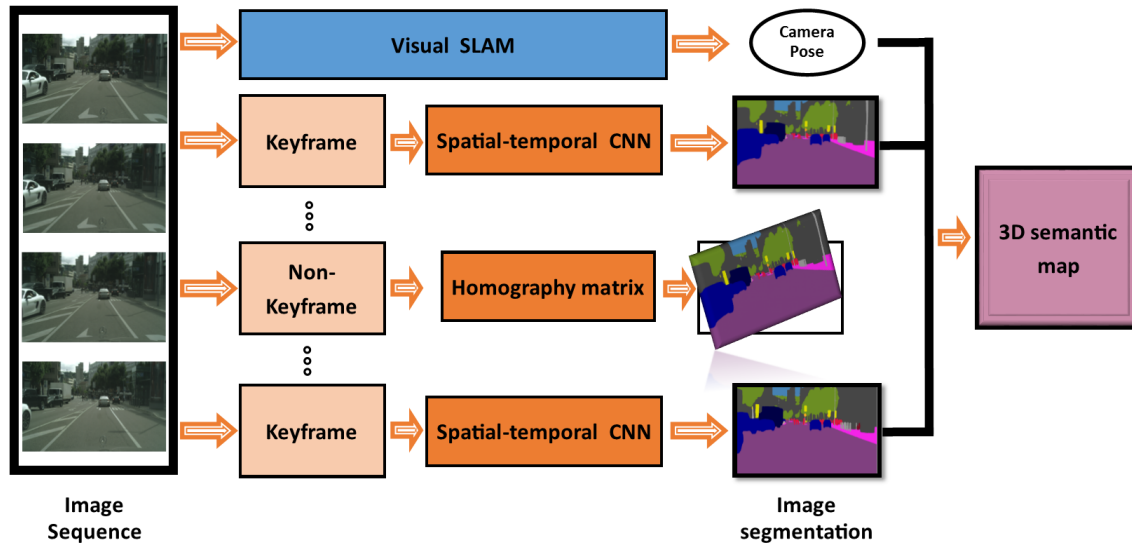 Visual SLAM
Camera
Pose
Keyframe
Spatial-temporal CNN
Non-
Keyframe
Homography matrix
3D semantic
map
Keyframe
Spatial-temporal CNN
Image
Sequence
Image
segmentation